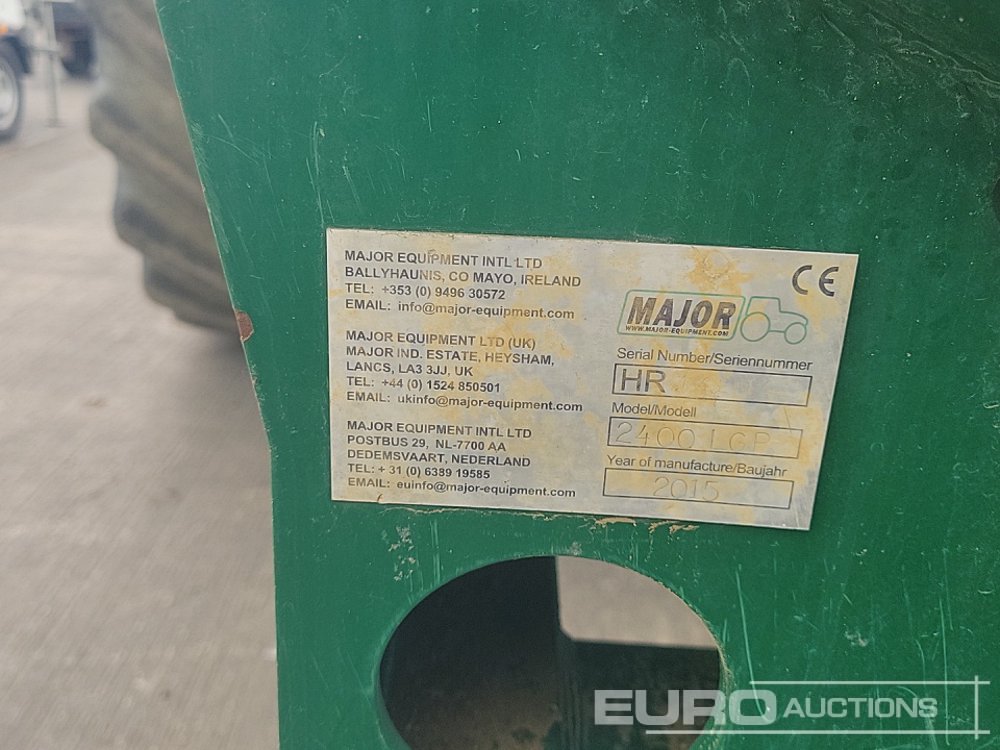 MAJOR EQUIPMENT INTL LTD
BALLYHAUNIS, CO MAYO, IRELAND
TEL: +353 (0) 9496 30572
EMAIL: info@major-equipment.com
MAJOR EQUIPMENT LTD (UK)
MAJOR IND. ESTATE, HEYSHAM,
LANCS, LA3 3JJ, UK
TEL: +44 (0) 1524 850501
EMAIL: ukinfo@major-equipment.com
MAJOR EQUIPMENT INTL LTD
POSTBUS 29, NL-7700 AA
DEDEMSVAART, NEDERLAND
TEL: + 31 (0) 6389 19585
EMAIL: euinfo@major-equipment.com
CE
MAJOR
WWW.MAJOR-EQUIPMENT.COM
Serial Number/Seriennummer
HR
Model/Modell
2400 LGP
Year of manufacture/Baujahr
2015
EURO AUCTIONS